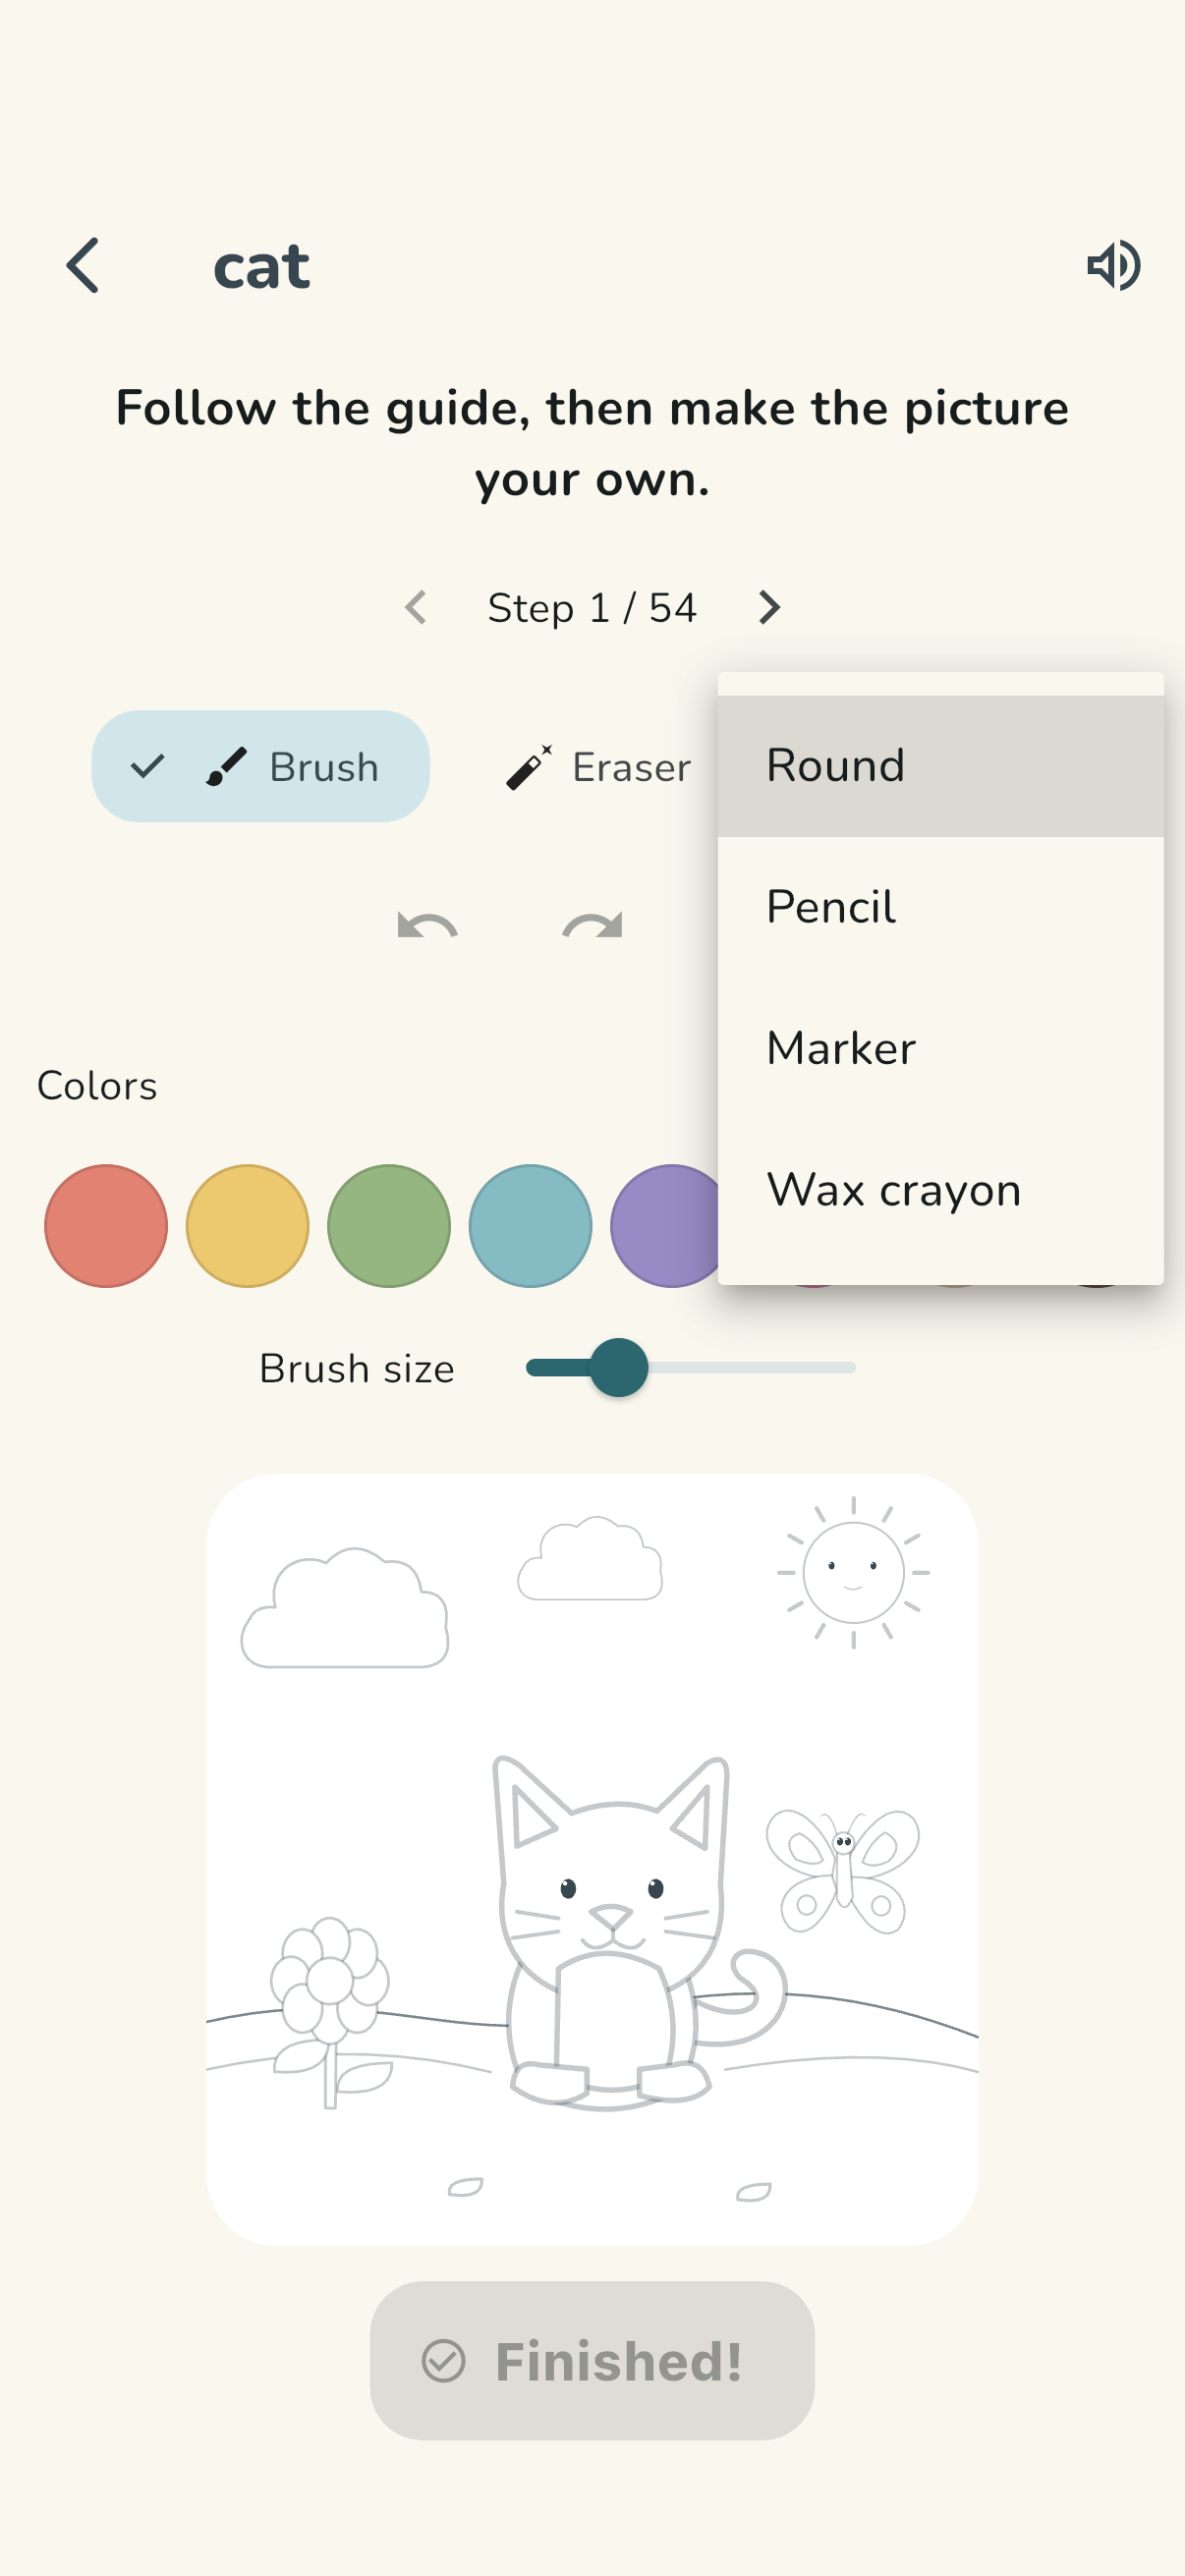 cat
Follow the guide, then make the picture
your own.
Step 1 / 54
Brush
Eraser
Round
Pencil
Marker
Wax crayon
Colors
Brush size
Finished!